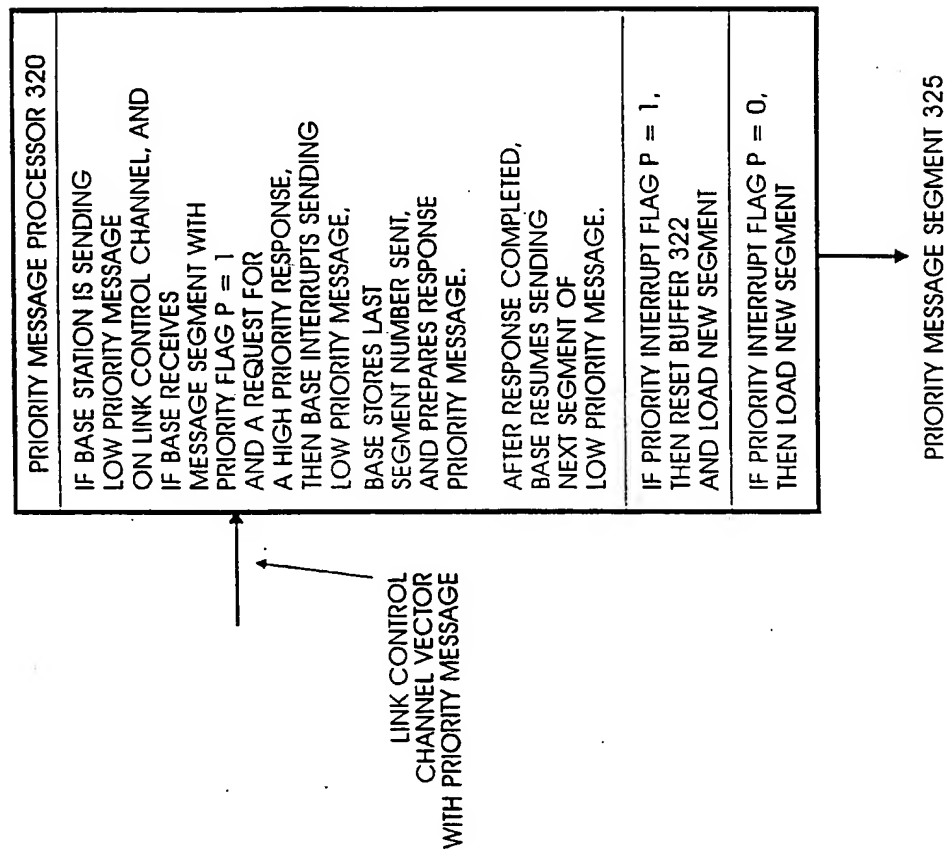 PRIORITY MESSAGE PROCESSOR 320
IF BASE STATION IS SENDING
LOW PRIORITY MESSAGE
ON LINK CONTROL CHANNEL, AND
IF BASE RECEIVES
MESSAGE SEGMENT WITH
PRIORITY FLAG P = 1
AND A REQUEST FOR
A HIGH PRIORITY RESPONSE,
THEN BASE INTERRUPTS SENDING
LOW PRIORITY MESSAGE,
BASE STORES LAST
SEGMENT NUMBER SENT,
AND PREPARES RESPONSE
PRIORITY MESSAGE.
AFTER RESPONSE COMPLETED,
BASE RESUMES SENDING
NEXT SEGMENT OF
LOW PRIORITY MESSAGE.
IF PRIORITY INTERRUPT FLAG P = 1,
THEN RESET BUFFER 322
AND LOAD NEW SEGMENT
IF PRIORITY INTERRUPT FLAG P = 0,
THEN LOAD NEW SEGMENT
LINK CONTROL
CHANNEL VECTOR
WITH PRIORITY MESSAGE
PRIORITY MESSAGE SEGMENT 325